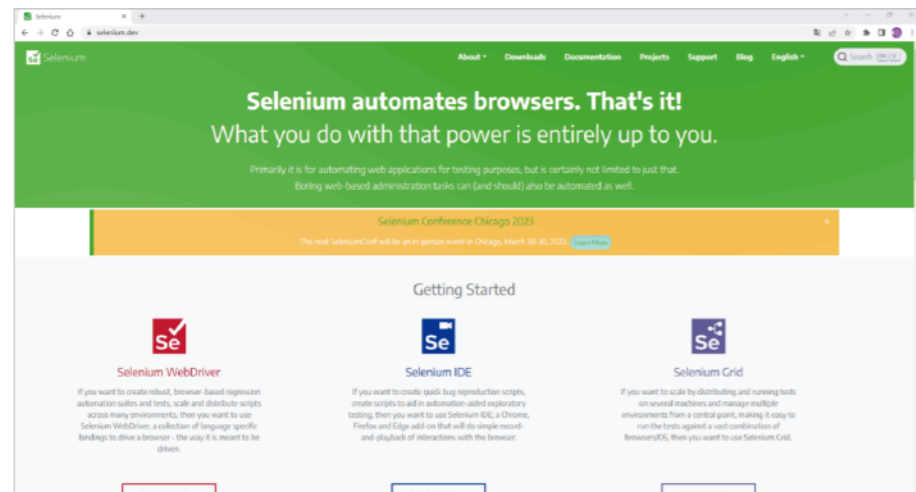 Selenium
selenium.dev
Selenium
About
Downloads
Documentation
Projects
Support
Blog
English
Search
Selenium automates browsers. That's it!
What you do with that power is entirely up to you.
Primarily it is for automating web applications for testing purposes, but is certainly not limited to just that.
Boring web-based administration tasks can (and should) also be automated as well.
Selenium Conference Chicago 2023
The next SeleniumConf will be an in-person event in Chicago, March 28-30, 2023. Learn More
Getting Started
Se
Selenium WebDriver
If you want to create robust, browser-based regression
automation suites and tests, scale and distribute scripts
across many environments, then you want to use
Selenium WebDriver, a collection of language specific
bindings to drive a browser - the way it is meant to be
driven.
Se
Selenium IDE
If you want to create quick bug reproduction scripts,
create scripts to aid in automation-aided exploratory
testing, then you want to use Selenium IDE; a Chrome,
Firefox and Edge add-on that will do simple record-
and-playback of interactions with the browser.
Se
Selenium Grid
If you want to scale by distributing and running tests
on several machines and manage multiple
environments from a central point, making it easy to
run the tests against a vast combination of
browsers/OS, then you want to use Selenium Grid.